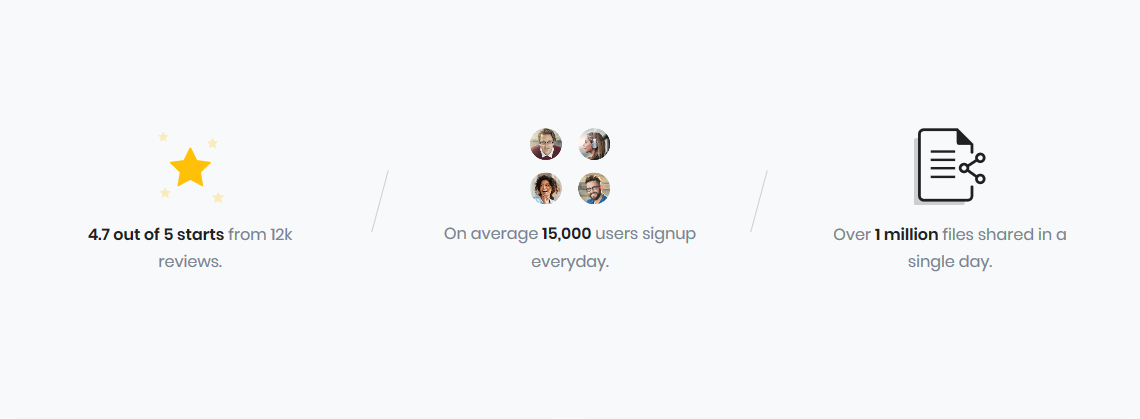 4.7 out of 5 starts from 12k
reviews.
On average 15,000 users signup
everyday.
Over 1 million files shared in a
single day.